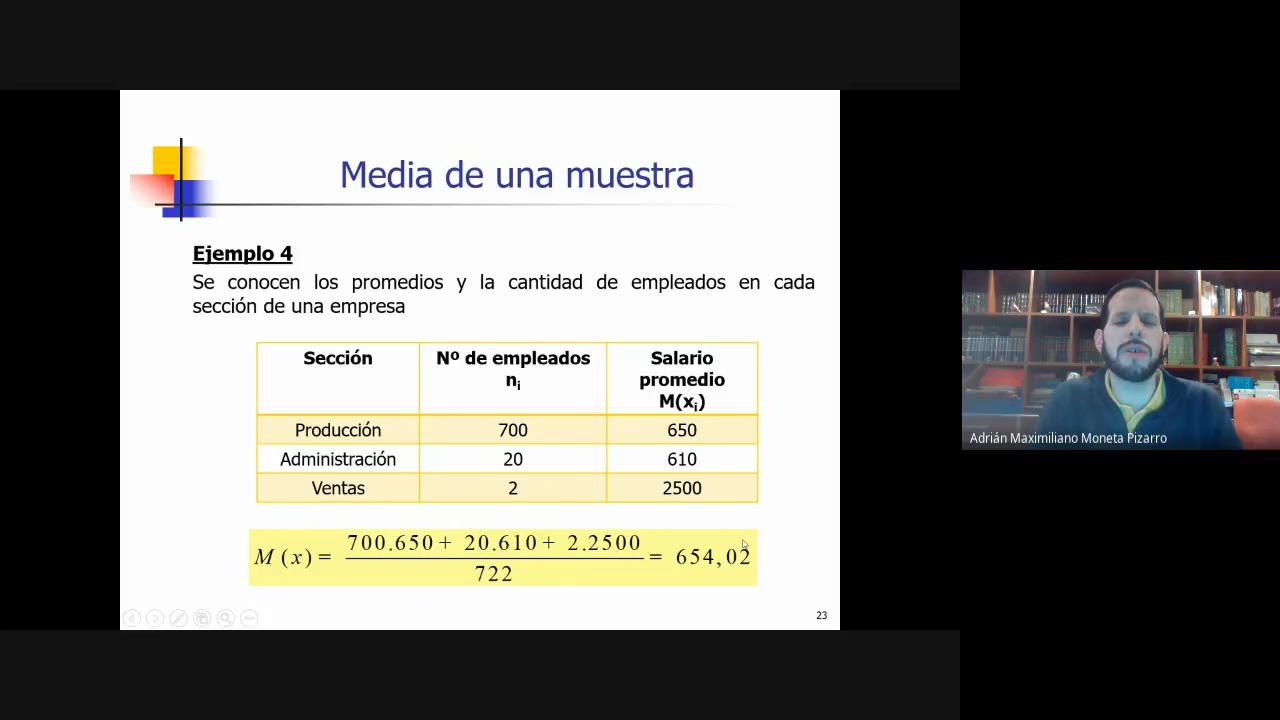 Media de una muestra
Ejemplo 4
Se conocen los promedios y la cantidad de empleados en cada
sección de una empresa
Sección Nº de empleados nᵢ Salario promedio M(xᵢ)
Producción 700 650
Administración 20 610
Ventas 2 2500
M (x) = 700.650 + 20.610 + 2.2500 / 722 = 654,02
23
Adrián Maximiliano Moneta Pizarro